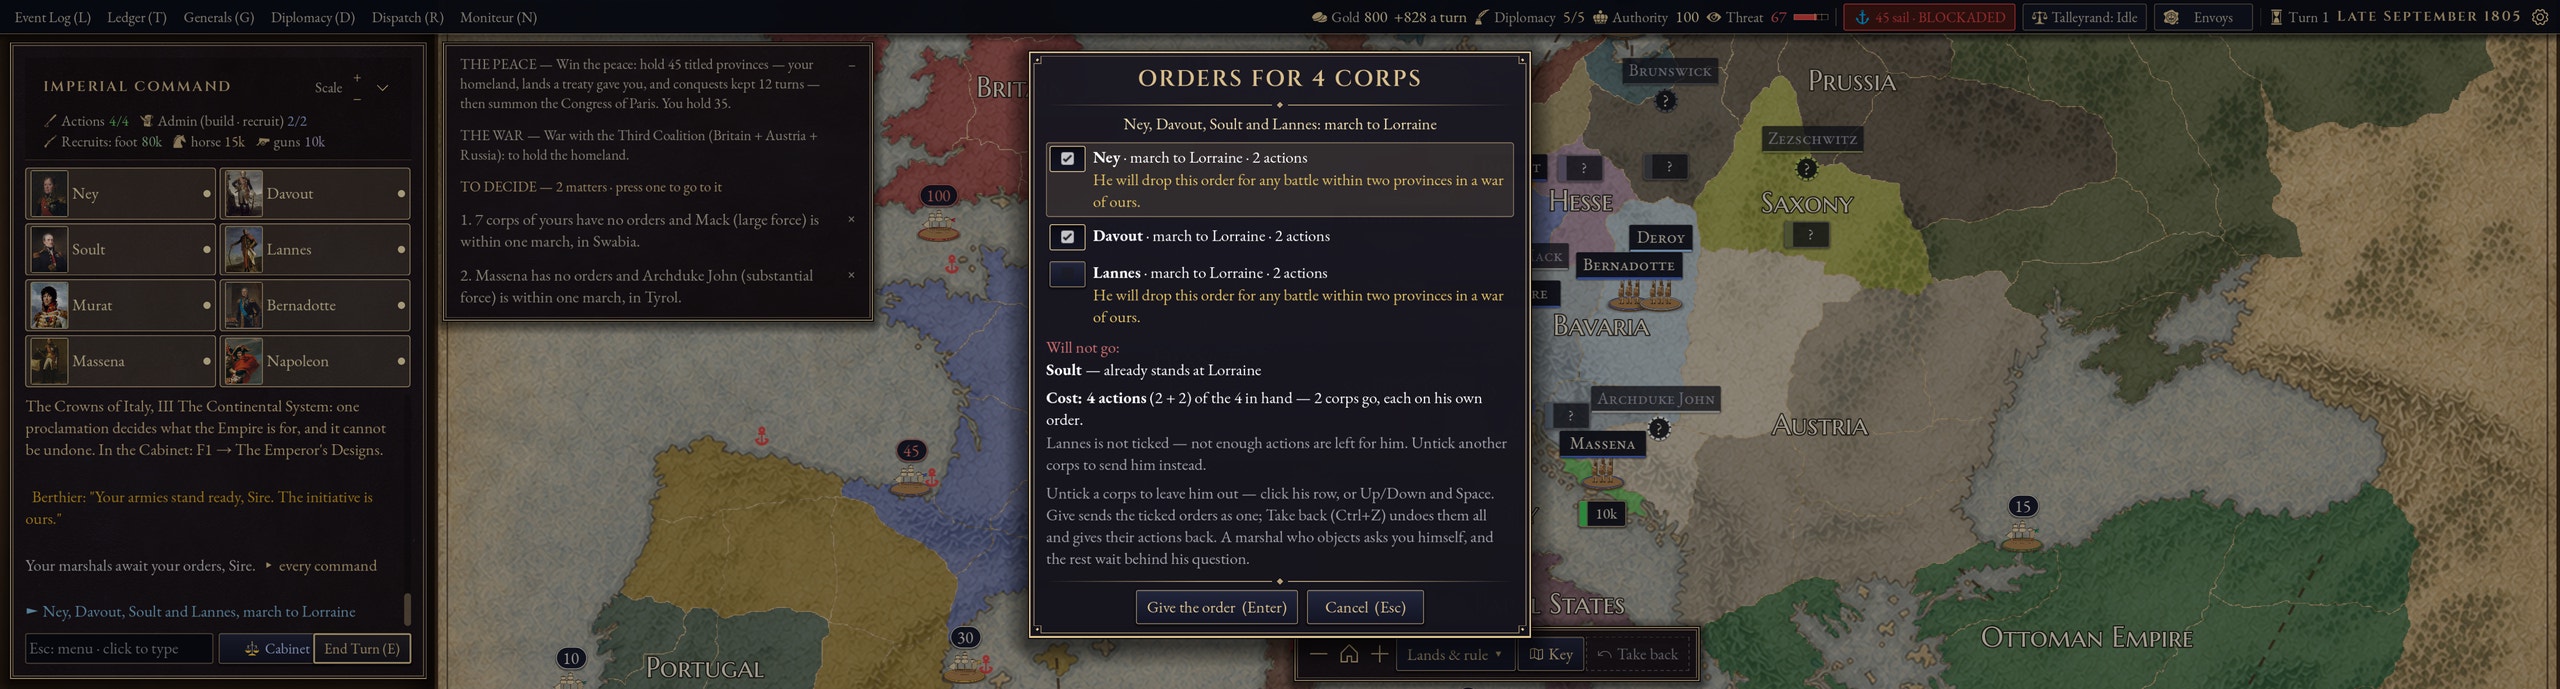 Event Log (L) Ledger (T) Generals (G) Diplomacy (D) Dispatch (R) Moniteur (N)
Gold 800 +828 a turn Diplomacy 5/5 Authority 100 Threat 67 45 sail · BLOCKADED Talleyrand: Idle Envoys Turn 1 LATE SEPTEMBER 1805
IMPERIAL COMMAND
Scale + −
Actions 4/4 Admin (build · recruit) 2/2
Recruits: foot 80k horse 15k guns 10k
Ney Davout
Soult Lannes
Murat Bernadotte
Massena Napoleon
The Crowns of Italy, III The Continental System: one
proclamation decides what the Empire is for, and it cannot
be undone. In the Cabinet: F1 → The Emperor's Designs.
Berthier: "Your armies stand ready, Sire. The initiative is
ours."
Your marshals await your orders, Sire. ▸ every command
► Ney, Davout, Soult and Lannes, march to Lorraine
Esc: menu · click to type Cabinet End Turn (E)
THE PEACE — Win the peace: hold 45 titled provinces — your
homeland, lands a treaty gave you, and conquests kept 12 turns —
then summon the Congress of Paris. You hold 35.
THE WAR — War with the Third Coalition (Britain + Austria +
Russia): to hold the homeland.
TO DECIDE — 2 matters · press one to go to it
1. 7 corps of yours have no orders and Mack (large force) is
within one march, in Swabia. ×
2. Massena has no orders and Archduke John (substantial
force) is within one march, in Tyrol. ×
ORDERS FOR 4 CORPS
Ney, Davout, Soult and Lannes: march to Lorraine
Ney · march to Lorraine · 2 actions
He will drop this order for any battle within two provinces in a war
of ours.
Davout · march to Lorraine · 2 actions
Lannes · march to Lorraine · 2 actions
He will drop this order for any battle within two provinces in a war
of ours.
Will not go:
Soult — already stands at Lorraine
Cost: 4 actions (2 + 2) of the 4 in hand — 2 corps go, each on his own
order.
Lannes is not ticked — not enough actions are left for him. Untick another
corps to send him instead.
Untick a corps to leave him out — click his row, or Up/Down and Space.
Give sends the ticked orders as one; Take back (Ctrl+Z) undoes them all
and gives their actions back. A marshal who objects asks you himself, and
the rest wait behind his question.
Give the order (Enter) Cancel (Esc)
BRIT
100
45
30
10
PORTUGAL
BRUNSWICK
?
PRUSSIA
ZEZSCHWITZ
?
? ?
HESSE
SAXONY
?
DEROY
BERNADOTTE
BAVARIA
ARCHDUKE JOHN
?
?
MASSENA
AUSTRIA
10k
15
STATES
OTTOMAN EMPIRE
− + Lands & rule ▾ Key Take back